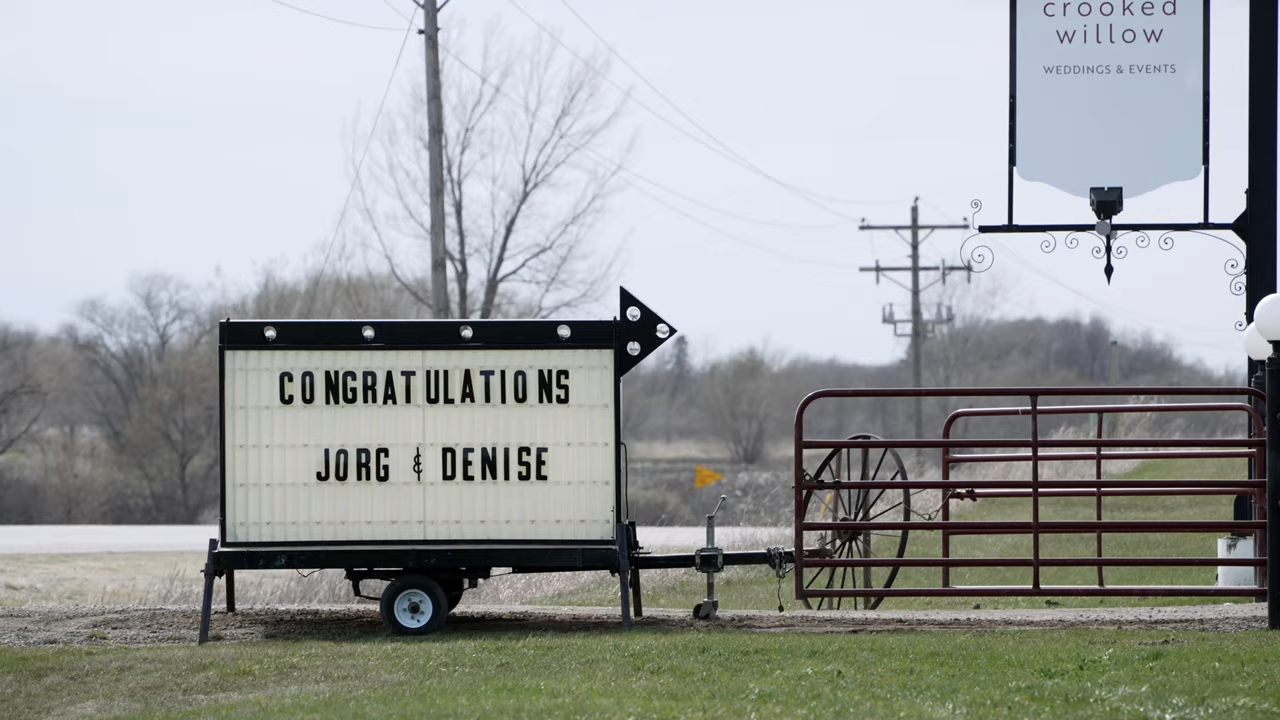 crooked
willow
WEDDINGS & EVENTS
CONGRATULATIONS
JORG & DENISE